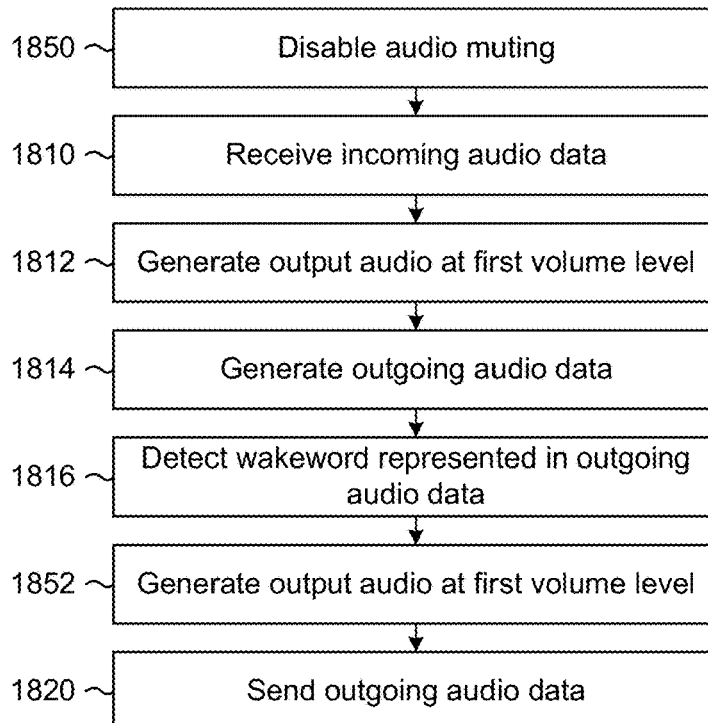 1850 Disable audio muting
1810 Receive incoming audio data
1812 Generate output audio at first volume level
1814 Generate outgoing audio data
1816 Detect wakeword represented in outgoing
audio data
1852 Generate output audio at first volume level
1820 Send outgoing audio data